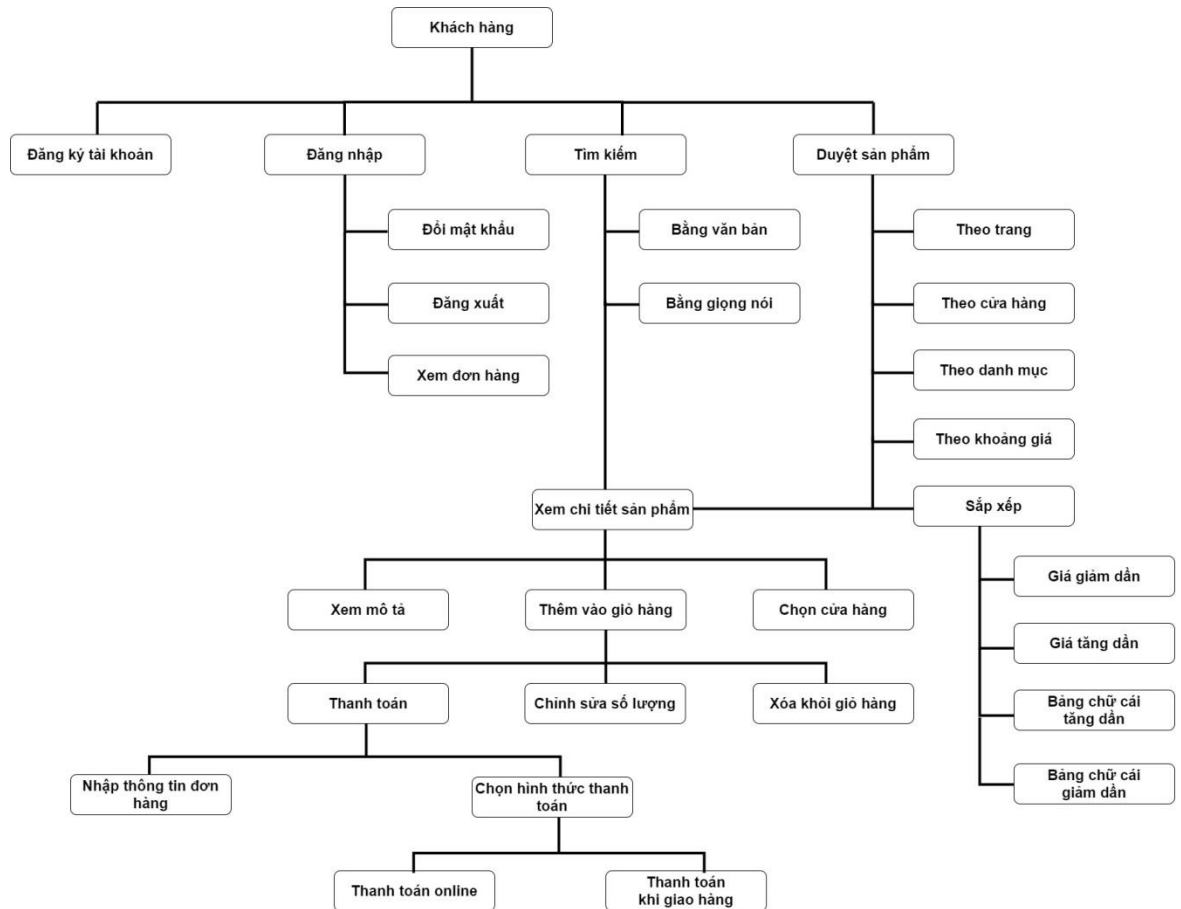 Khách hàng
Đăng ký tài khoản
Đăng nhập
Tìm kiếm
Duyệt sản phẩm
Đổi mật khẩu
Bằng văn bản
Theo trang
Đăng xuất
Bằng giọng nói
Theo cửa hàng
Xem đơn hàng
Theo danh mục
Theo khoảng giá
Xem chi tiết sản phẩm
Sắp xếp
Giá giảm dần
Xem mô tả
Thêm vào giỏ hàng
Chọn cửa hàng
Giá tăng dần
Thanh toán
Chỉnh sửa số lượng
Xóa khỏi giỏ hàng
Bảng chữ cái
tăng dần
Nhập thông tin đơn
hàng
Chọn hình thức thanh
toán
Bảng chữ cái
giảm dần
Thanh toán online
Thanh toán
khi giao hàng